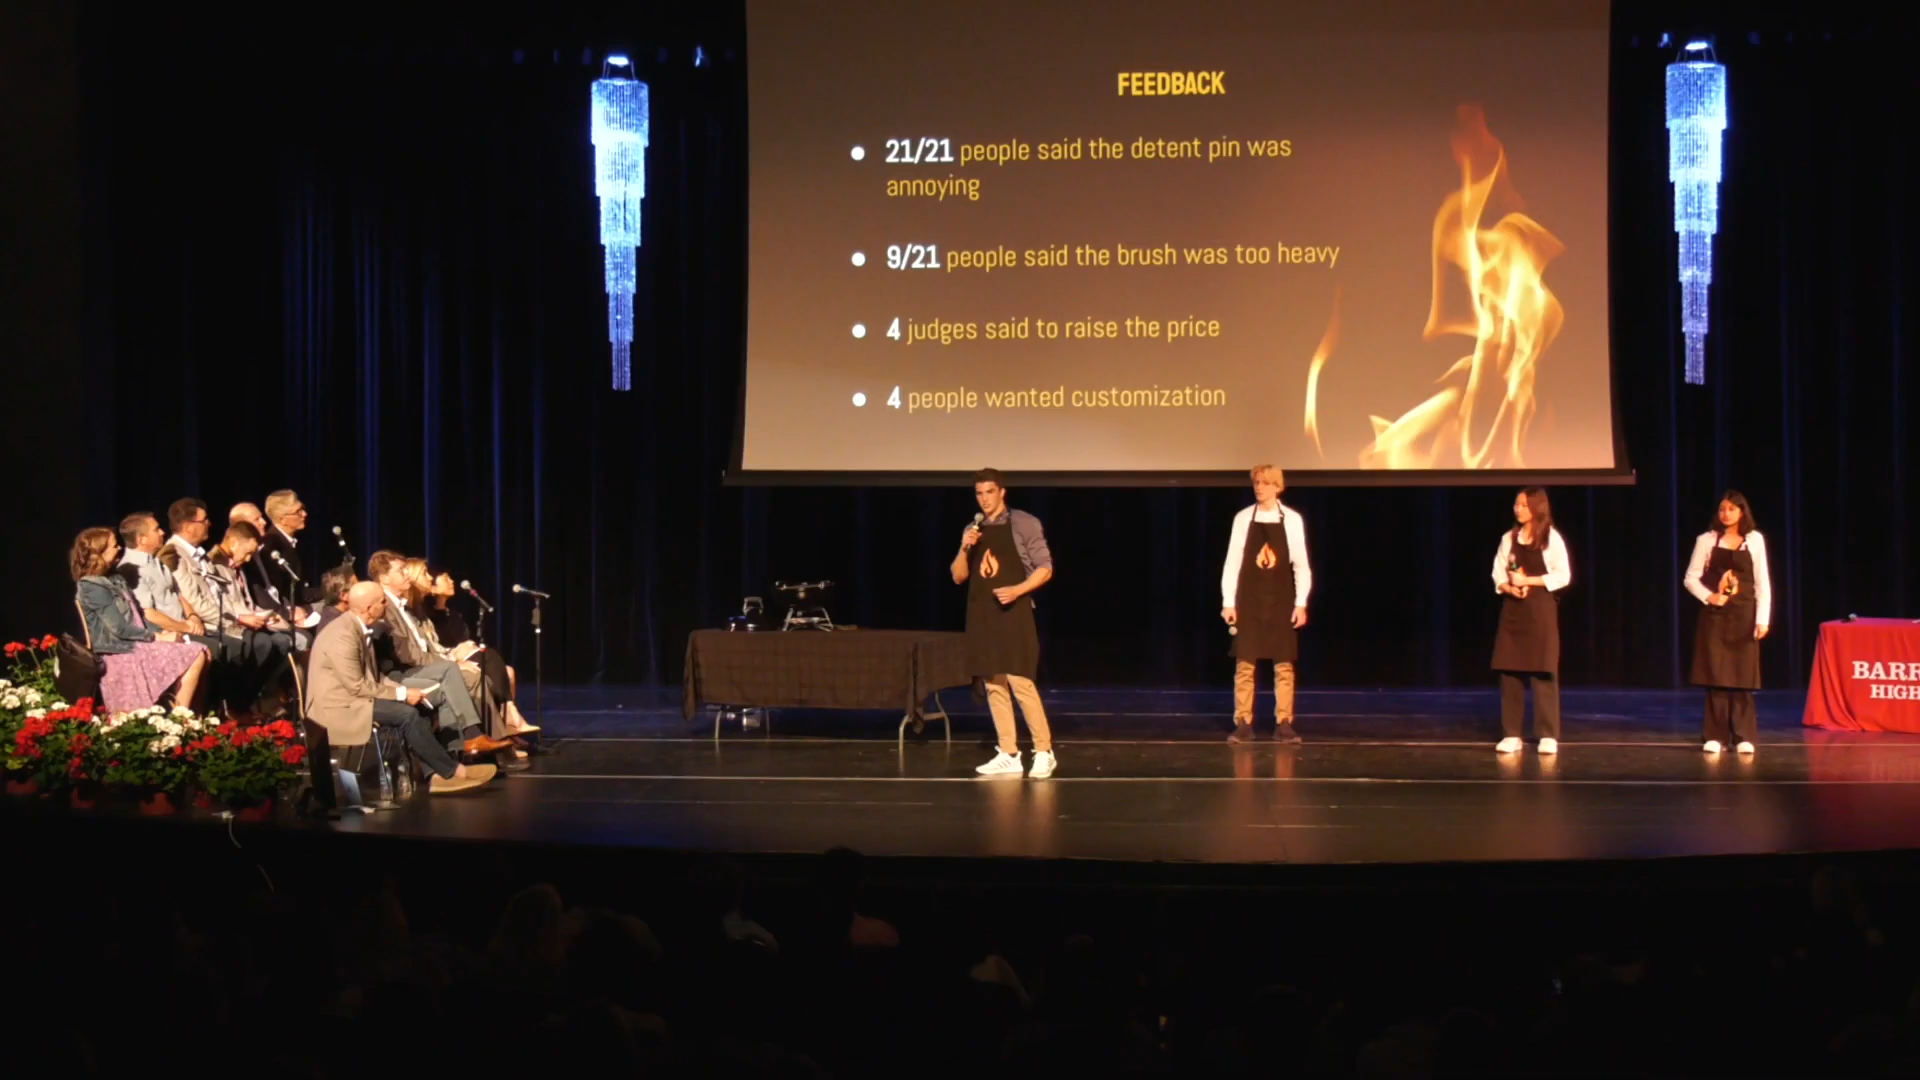 FEEDBACK
● 21/21 people said the detent pin was
annoying
● 9/21 people said the brush was too heavy
● 4 judges said to raise the price
● 4 people wanted customization
BARR
HIGH